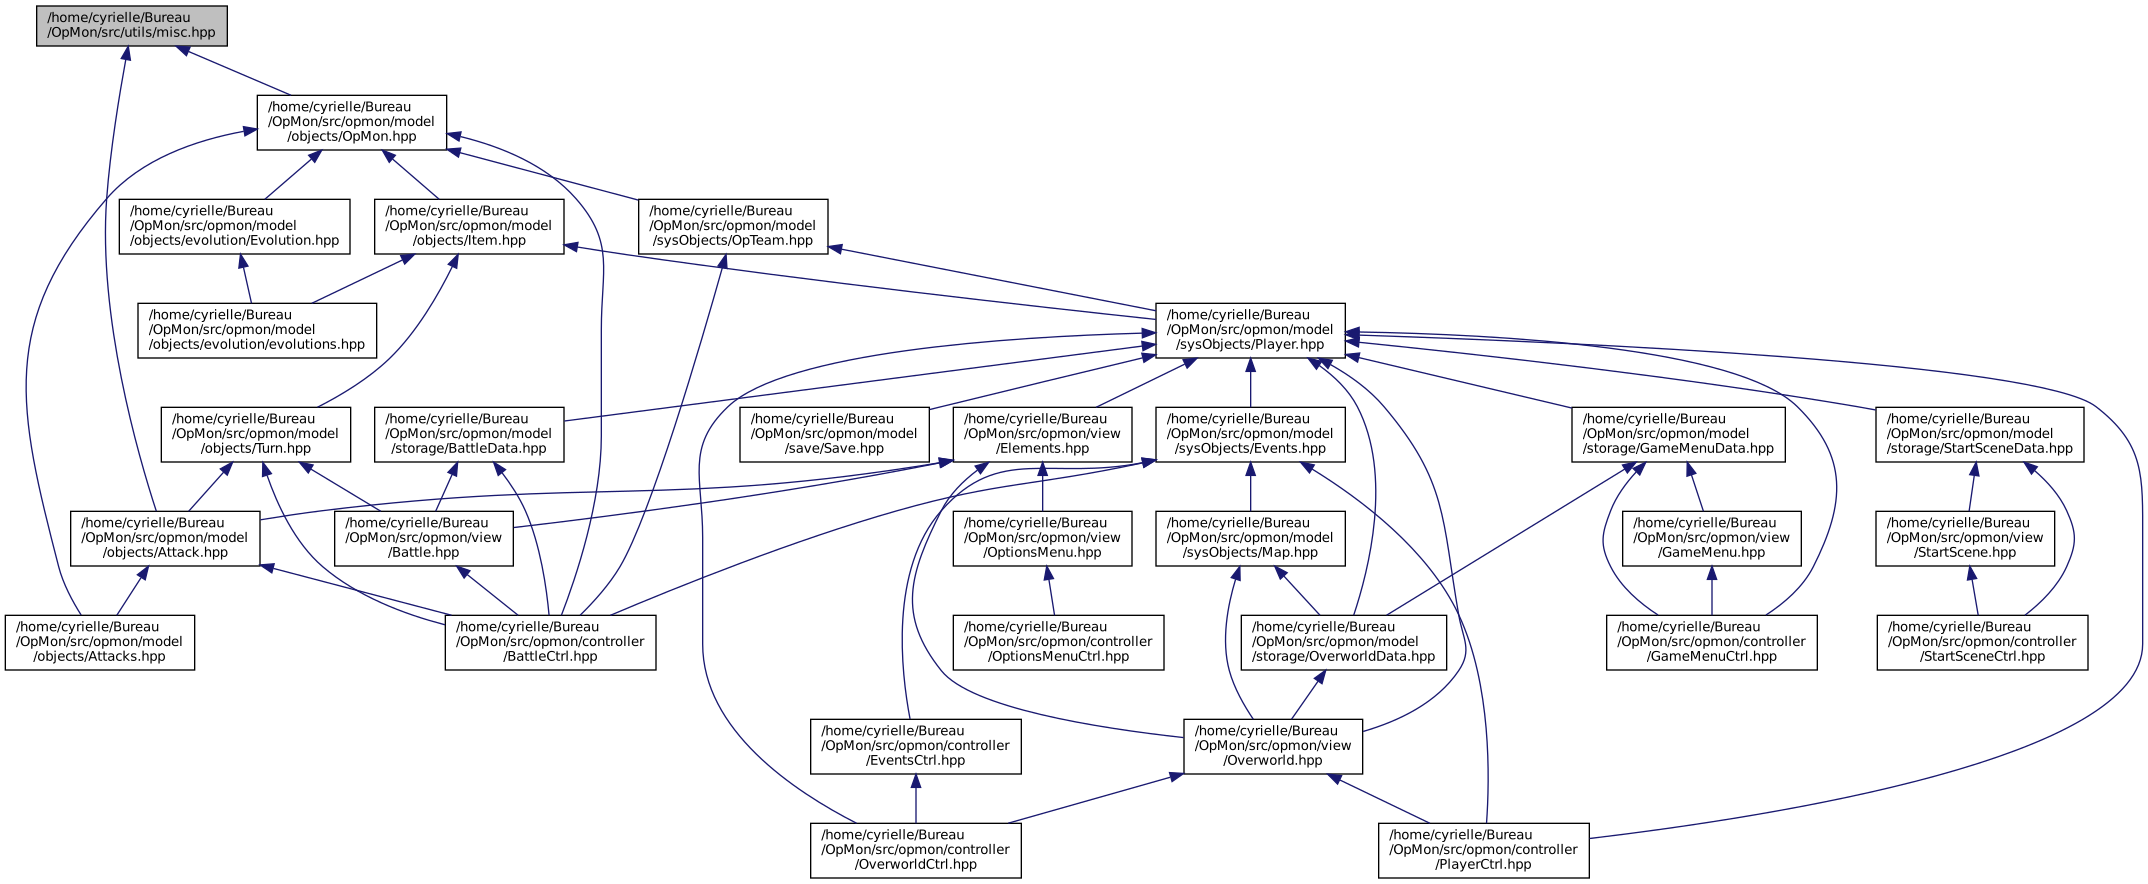 /home/cyrielle/Bureau
/OpMon/src/utils/misc.hpp
/home/cyrielle/Bureau
/OpMon/src/opmon/model
/objects/OpMon.hpp
/home/cyrielle/Bureau
/OpMon/src/opmon/model
/objects/evolution/Evolution.hpp
/home/cyrielle/Bureau
/OpMon/src/opmon/model
/objects/Item.hpp
/home/cyrielle/Bureau
/OpMon/src/opmon/model
/sysObjects/OpTeam.hpp
/home/cyrielle/Bureau
/OpMon/src/opmon/model
/objects/evolution/evolutions.hpp
/home/cyrielle/Bureau
/OpMon/src/opmon/model
/sysObjects/Player.hpp
/home/cyrielle/Bureau
/OpMon/src/opmon/model
/objects/Turn.hpp
/home/cyrielle/Bureau
/OpMon/src/opmon/model
/storage/BattleData.hpp
/home/cyrielle/Bureau
/OpMon/src/opmon/model
/save/Save.hpp
/home/cyrielle/Bureau
/OpMon/src/opmon/view
/Elements.hpp
/home/cyrielle/Bureau
/OpMon/src/opmon/model
/sysObjects/Events.hpp
/home/cyrielle/Bureau
/OpMon/src/opmon/model
/storage/GameMenuData.hpp
/home/cyrielle/Bureau
/OpMon/src/opmon/model
/storage/StartSceneData.hpp
/home/cyrielle/Bureau
/OpMon/src/opmon/model
/objects/Attack.hpp
/home/cyrielle/Bureau
/OpMon/src/opmon/view
/Battle.hpp
/home/cyrielle/Bureau
/OpMon/src/opmon/view
/OptionsMenu.hpp
/home/cyrielle/Bureau
/OpMon/src/opmon/model
/sysObjects/Map.hpp
/home/cyrielle/Bureau
/OpMon/src/opmon/view
/GameMenu.hpp
/home/cyrielle/Bureau
/OpMon/src/opmon/view
/StartScene.hpp
/home/cyrielle/Bureau
/OpMon/src/opmon/model
/objects/Attacks.hpp
/home/cyrielle/Bureau
/OpMon/src/opmon/controller
/BattleCtrl.hpp
/home/cyrielle/Bureau
/OpMon/src/opmon/controller
/OptionsMenuCtrl.hpp
/home/cyrielle/Bureau
/OpMon/src/opmon/model
/storage/OverworldData.hpp
/home/cyrielle/Bureau
/OpMon/src/opmon/controller
/GameMenuCtrl.hpp
/home/cyrielle/Bureau
/OpMon/src/opmon/controller
/StartSceneCtrl.hpp
/home/cyrielle/Bureau
/OpMon/src/opmon/controller
/EventsCtrl.hpp
/home/cyrielle/Bureau
/OpMon/src/opmon/view
/Overworld.hpp
/home/cyrielle/Bureau
/OpMon/src/opmon/controller
/OverworldCtrl.hpp
/home/cyrielle/Bureau
/OpMon/src/opmon/controller
/PlayerCtrl.hpp